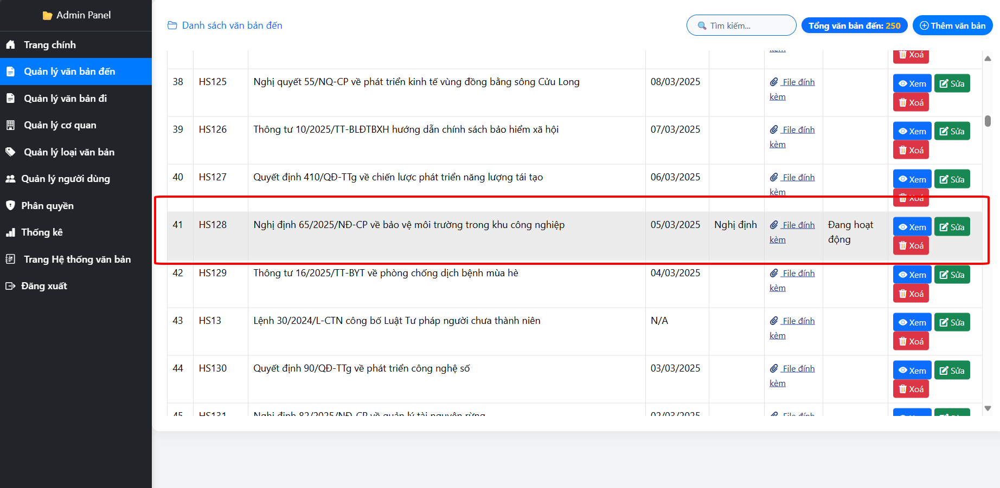 Admin Panel
Trang chính
Quản lý văn bản đến
Quản lý văn bản đi
Quản lý cơ quan
Quản lý loại văn bản
Quản lý người dùng
Phân quyền
Thống kê
Trang Hệ thống văn bản
Đăng xuất
Danh sách văn bản đến
Tìm kiếm...
Tổng văn bản đến: 250
Thêm văn bản
kèm
Xoá
38 HS125 Nghị quyết 55/NQ-CP về phát triển kinh tế vùng đồng bằng sông Cửu Long 08/03/2025 File đính Xem Sửa
kèm Xoá
39 HS126 Thông tư 10/2025/TT-BLĐTBXH hướng dẫn chính sách bảo hiểm xã hội 07/03/2025 File đính Xem Sửa
kèm Xoá
40 HS127 Quyết định 410/QĐ-TTg về chiến lược phát triển năng lượng tái tạo 06/03/2025 File đính Xem Sửa
kèm Xoá
41 HS128 Nghị định 65/2025/NĐ-CP về bảo vệ môi trường trong khu công nghiệp 05/03/2025 Nghị định File đính Đang hoạt Xem Sửa
kèm động Xoá
42 HS129 Thông tư 16/2025/TT-BYT về phòng chống dịch bệnh mùa hè 04/03/2025 File đính Xem Sửa
kèm Xoá
43 HS13 Lệnh 30/2024/L-CTN công bố Luật Tư pháp người chưa thành niên N/A File đính Xem Sửa
kèm Xoá
44 HS130 Quyết định 90/QĐ-TTg về phát triển công nghệ số 03/03/2025 File đính Xem Sửa
kèm Xoá
45 HS131 Nghị định 82/2025/NĐ-CP về quản lý tài nguyên rừng 02/03/2025 File đính